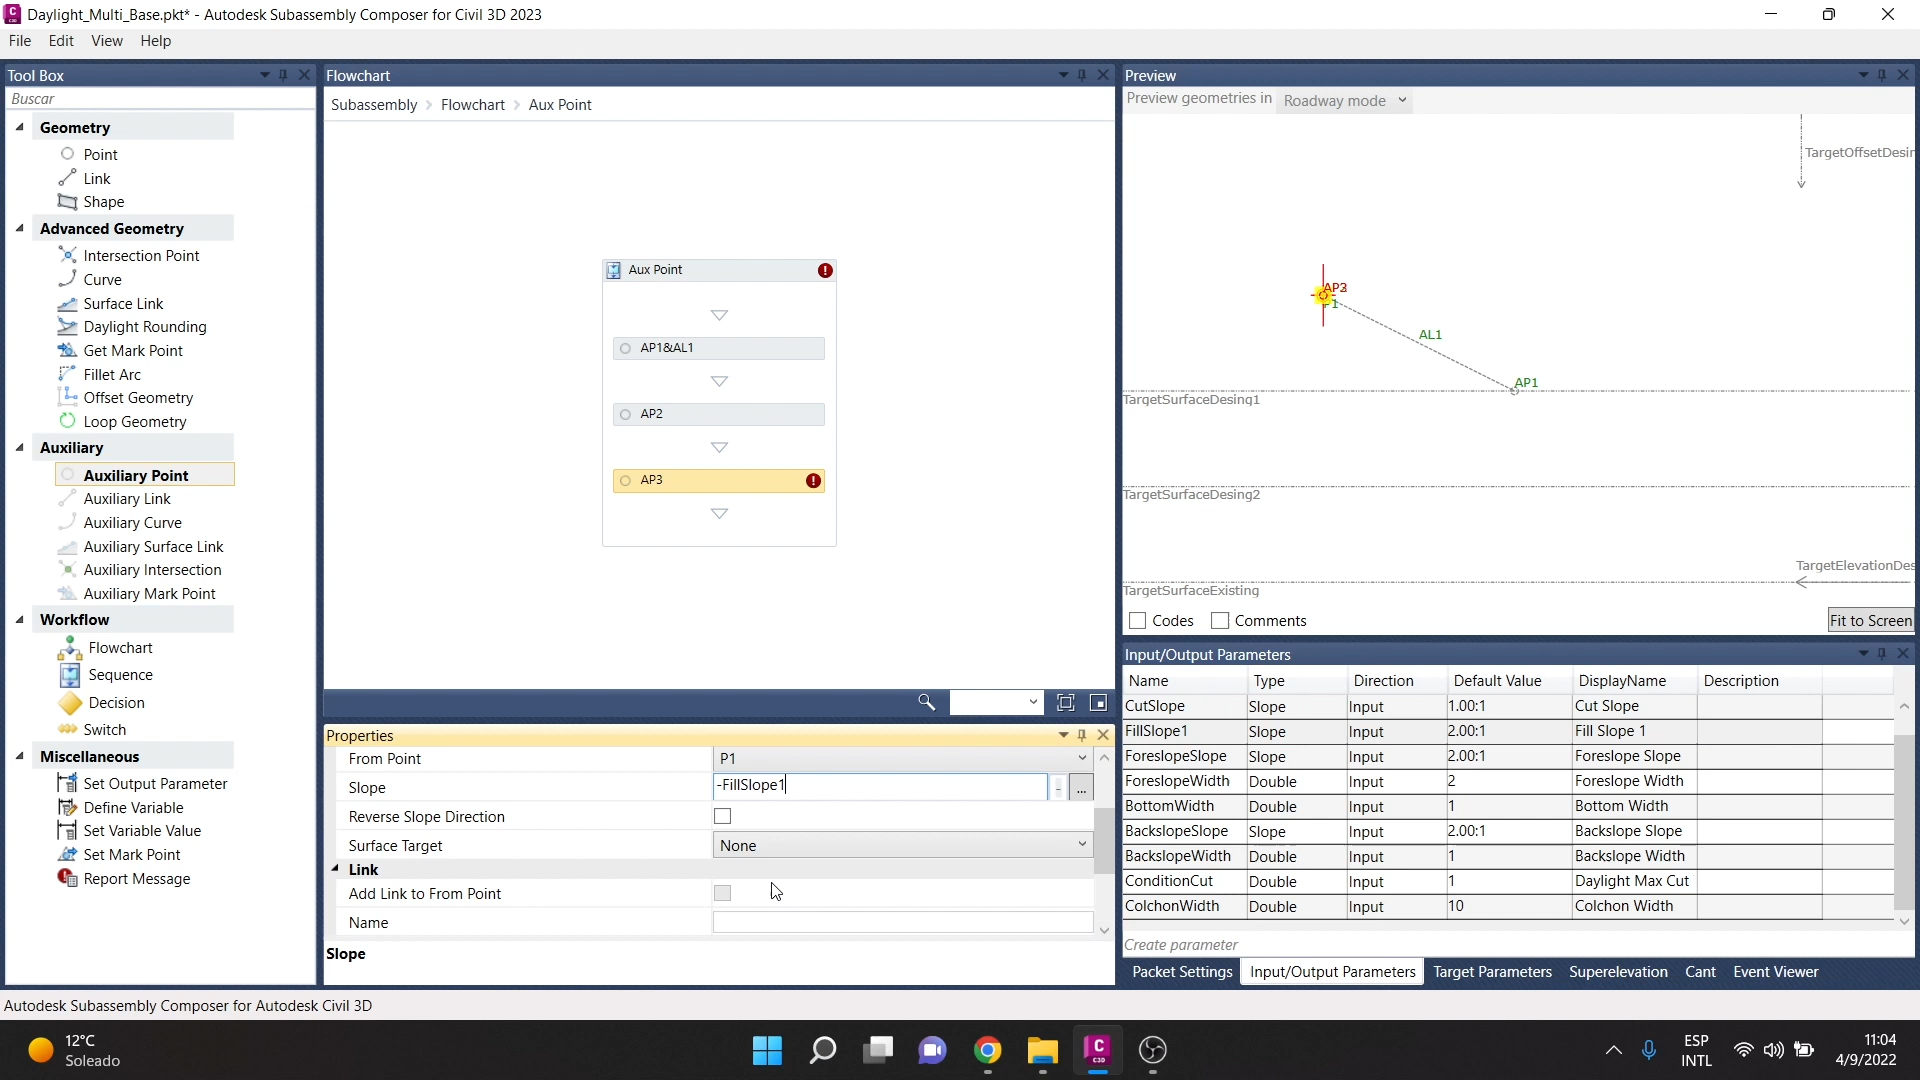 Daylight_Multi_Base.pkt* - Autodesk Subassembly Composer for Civil 3D 2023
File Edit View Help
Tool Box
Buscar
Geometry
Point
Link
Shape
Advanced Geometry
Intersection Point
Curve
Surface Link
Daylight Rounding
Get Mark Point
Fillet Arc
Offset Geometry
Loop Geometry
Auxiliary
Auxiliary Point
Auxiliary Link
Auxiliary Curve
Auxiliary Surface Link
Auxiliary Intersection
Auxiliary Mark Point
Workflow
Flowchart
Sequence
Decision
Switch
Miscellaneous
Set Output Parameter
Define Variable
Set Variable Value
Set Mark Point
Report Message
Flowchart
Subassembly > Flowchart > Aux Point
Aux Point
AP1&AL1
AP2
AP3
Properties
From Point P1
Slope -FillSlope1 ...
Reverse Slope Direction
Surface Target None
Link
Add Link to From Point
Name
Slope
Preview
Preview geometries in Roadway mode
TargetOffsetDesir
AL1
AP1
TargetSurfaceDesing1
TargetSurfaceDesing2
TargetElevationDes
TargetSurfaceExisting
Codes Comments Fit to Screen
Input/Output Parameters
Name Type Direction Default Value DisplayName Description
CutSlope Slope Input 1.00:1 Cut Slope
FillSlope1 Slope Input 2.00:1 Fill Slope 1
ForeslopeSlope Slope Input 2.00:1 Foreslope Slope
ForeslopeWidth Double Input 2 Foreslope Width
BottomWidth Double Input 1 Bottom Width
BackslopeSlope Slope Input 2.00:1 Backslope Slope
BackslopeWidth Double Input 1 Backslope Width
ConditionCut Double Input 1 Daylight Max Cut
ColchonWidth Double Input 10 Colchon Width
Create parameter
Packet Settings Input/Output Parameters Target Parameters Superelevation Cant Event Viewer
Autodesk Subassembly Composer for Autodesk Civil 3D
12°C
Soleado
ESP
INTL
11:04
4/9/2022